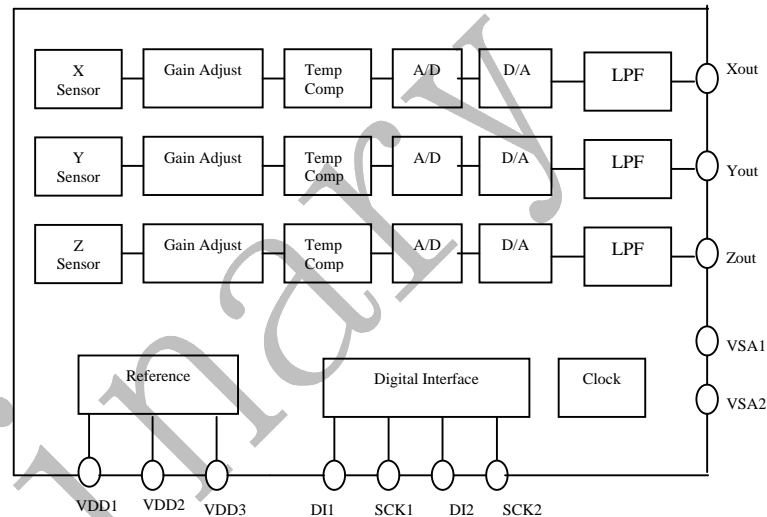 X Sensor Gain Adjust Temp Comp A/D D/A LPF Xout
Y Sensor Gain Adjust Temp Comp A/D D/A LPF Yout
Z Sensor Gain Adjust Temp Comp A/D D/A LPF Zout
VSA1
Reference Digital Interface Clock
VSA2
VDD1 VDD2 VDD3 DI1 SCK1 DI2 SCK2
inary